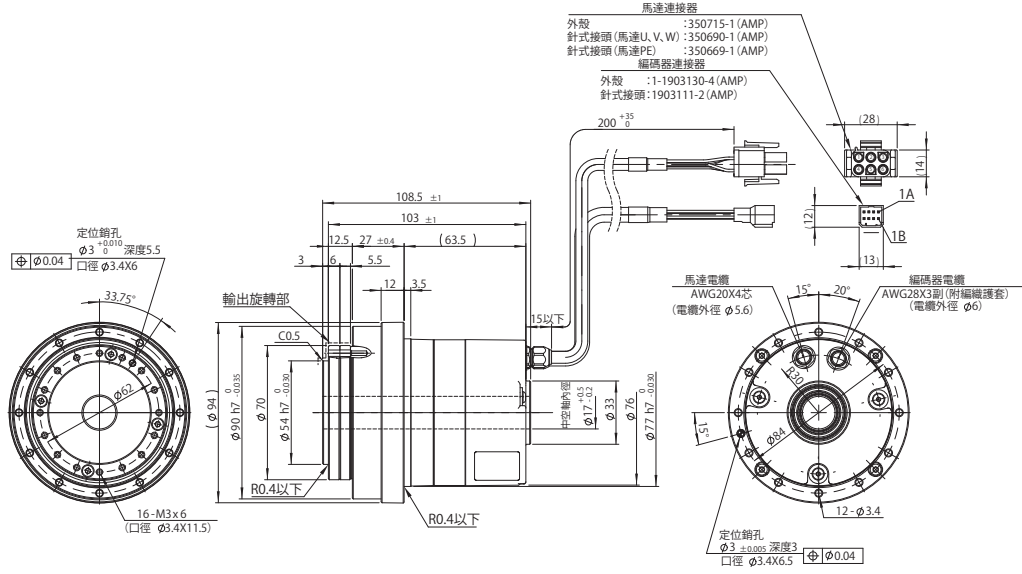 馬達連接器
外殼 :350715-1(AMP)
針式接頭(馬達U、V、W):350690-1(AMP)
針式接頭(馬達PE) :350669-1(AMP)
編碼器連接器
外殼 :1-1903130-4(AMP)
針式接頭:1903111-2(AMP)
200 +35 0
(28)
(14)
1A
(12)
1B
(13)
108.5 ±1
103 ±1
12.5
27 ±0.4
(63.5)
3
6
5.5
12
3.5
定位銷孔
φ3 +0.010 0 深度5.5
⌖ φ0.04
口徑 φ3.4X6
33.75°
輸出旋轉部
C0.5
15以下
馬達電纜
AWG20X4芯
(電纜外徑 φ5.6)
15°
20°
編碼器電纜
AWG28X3副(附編織護套)
(電纜外徑 φ6)
φ62
(φ94)
φ90 h7 0 -0.035
φ70
φ54 h7 0 -0.030
中空軸內徑
φ17 +0.5 -0.2
φ33
φ76
φ77 h7 0 -0.030
R30
φ84
15°
R0.4以下
R0.4以下
16-M3x6
(口徑 φ3.4X11.5)
12-φ3.4
定位銷孔
φ3 ±0.005 深度3
口徑 φ3.4X6.5
⌖ φ0.04